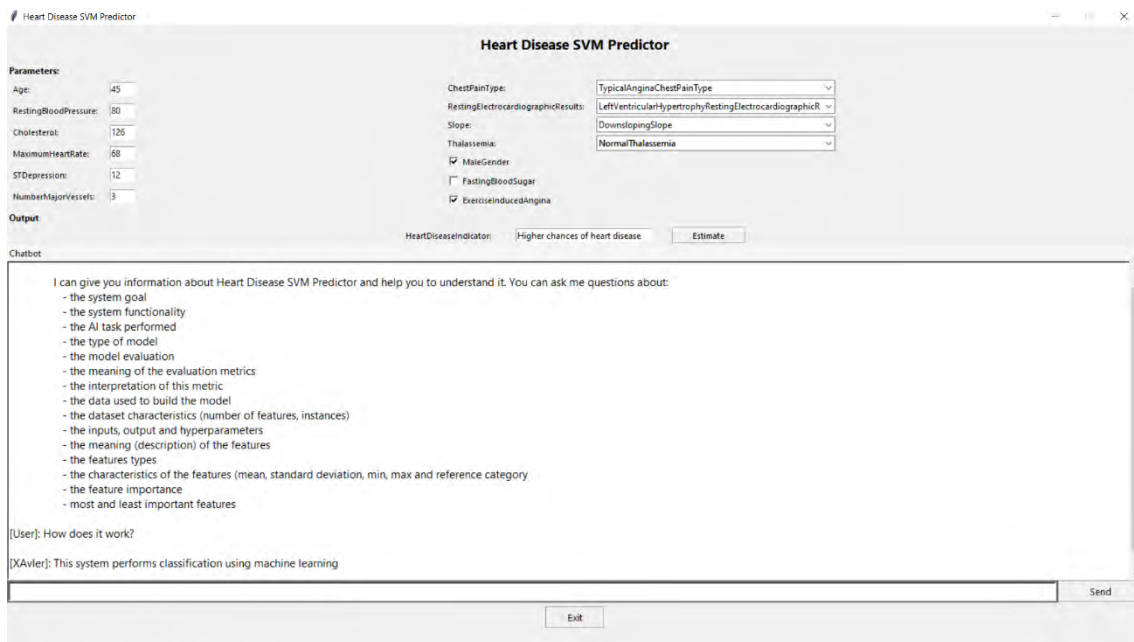 Heart Disease SVM Predictor
Heart Disease SVM Predictor
Parameters:
Age: 45
RestingBloodPressure: 80
Cholesterol: 126
MaximumHeartRate: 68
STDepression: 12
NumberMajorVessels: 3
ChestPainType: TypicalAnginaChestPainType
RestingElectrocardiographicResults: LeftVentricularHypertrophyRestingElectrocardiographicR
Slope: DownslopingSlope
Thalassemia: NormalThalassemia
MaleGender
FastingBloodSugar
ExerciseInducedAngina
Output
HeartDiseaseIndicator: Higher chances of heart disease Estimate
Chatbot
I can give you information about Heart Disease SVM Predictor and help you to understand it. You can ask me questions about:
- the system goal
- the system functionality
- the AI task performed
- the type of model
- the model evaluation
- the meaning of the evaluation metrics
- the interpretation of this metric
- the data used to build the model
- the dataset characteristics (number of features, instances)
- the inputs, output and hyperparameters
- the meaning (description) of the features
- the features types
- the characteristics of the features (mean, standard deviation, min, max and reference category
- the feature importance
- most and least important features
[User]: How does it work?
[XAvIer]: This system performs classification using machine learning
Send
Exit